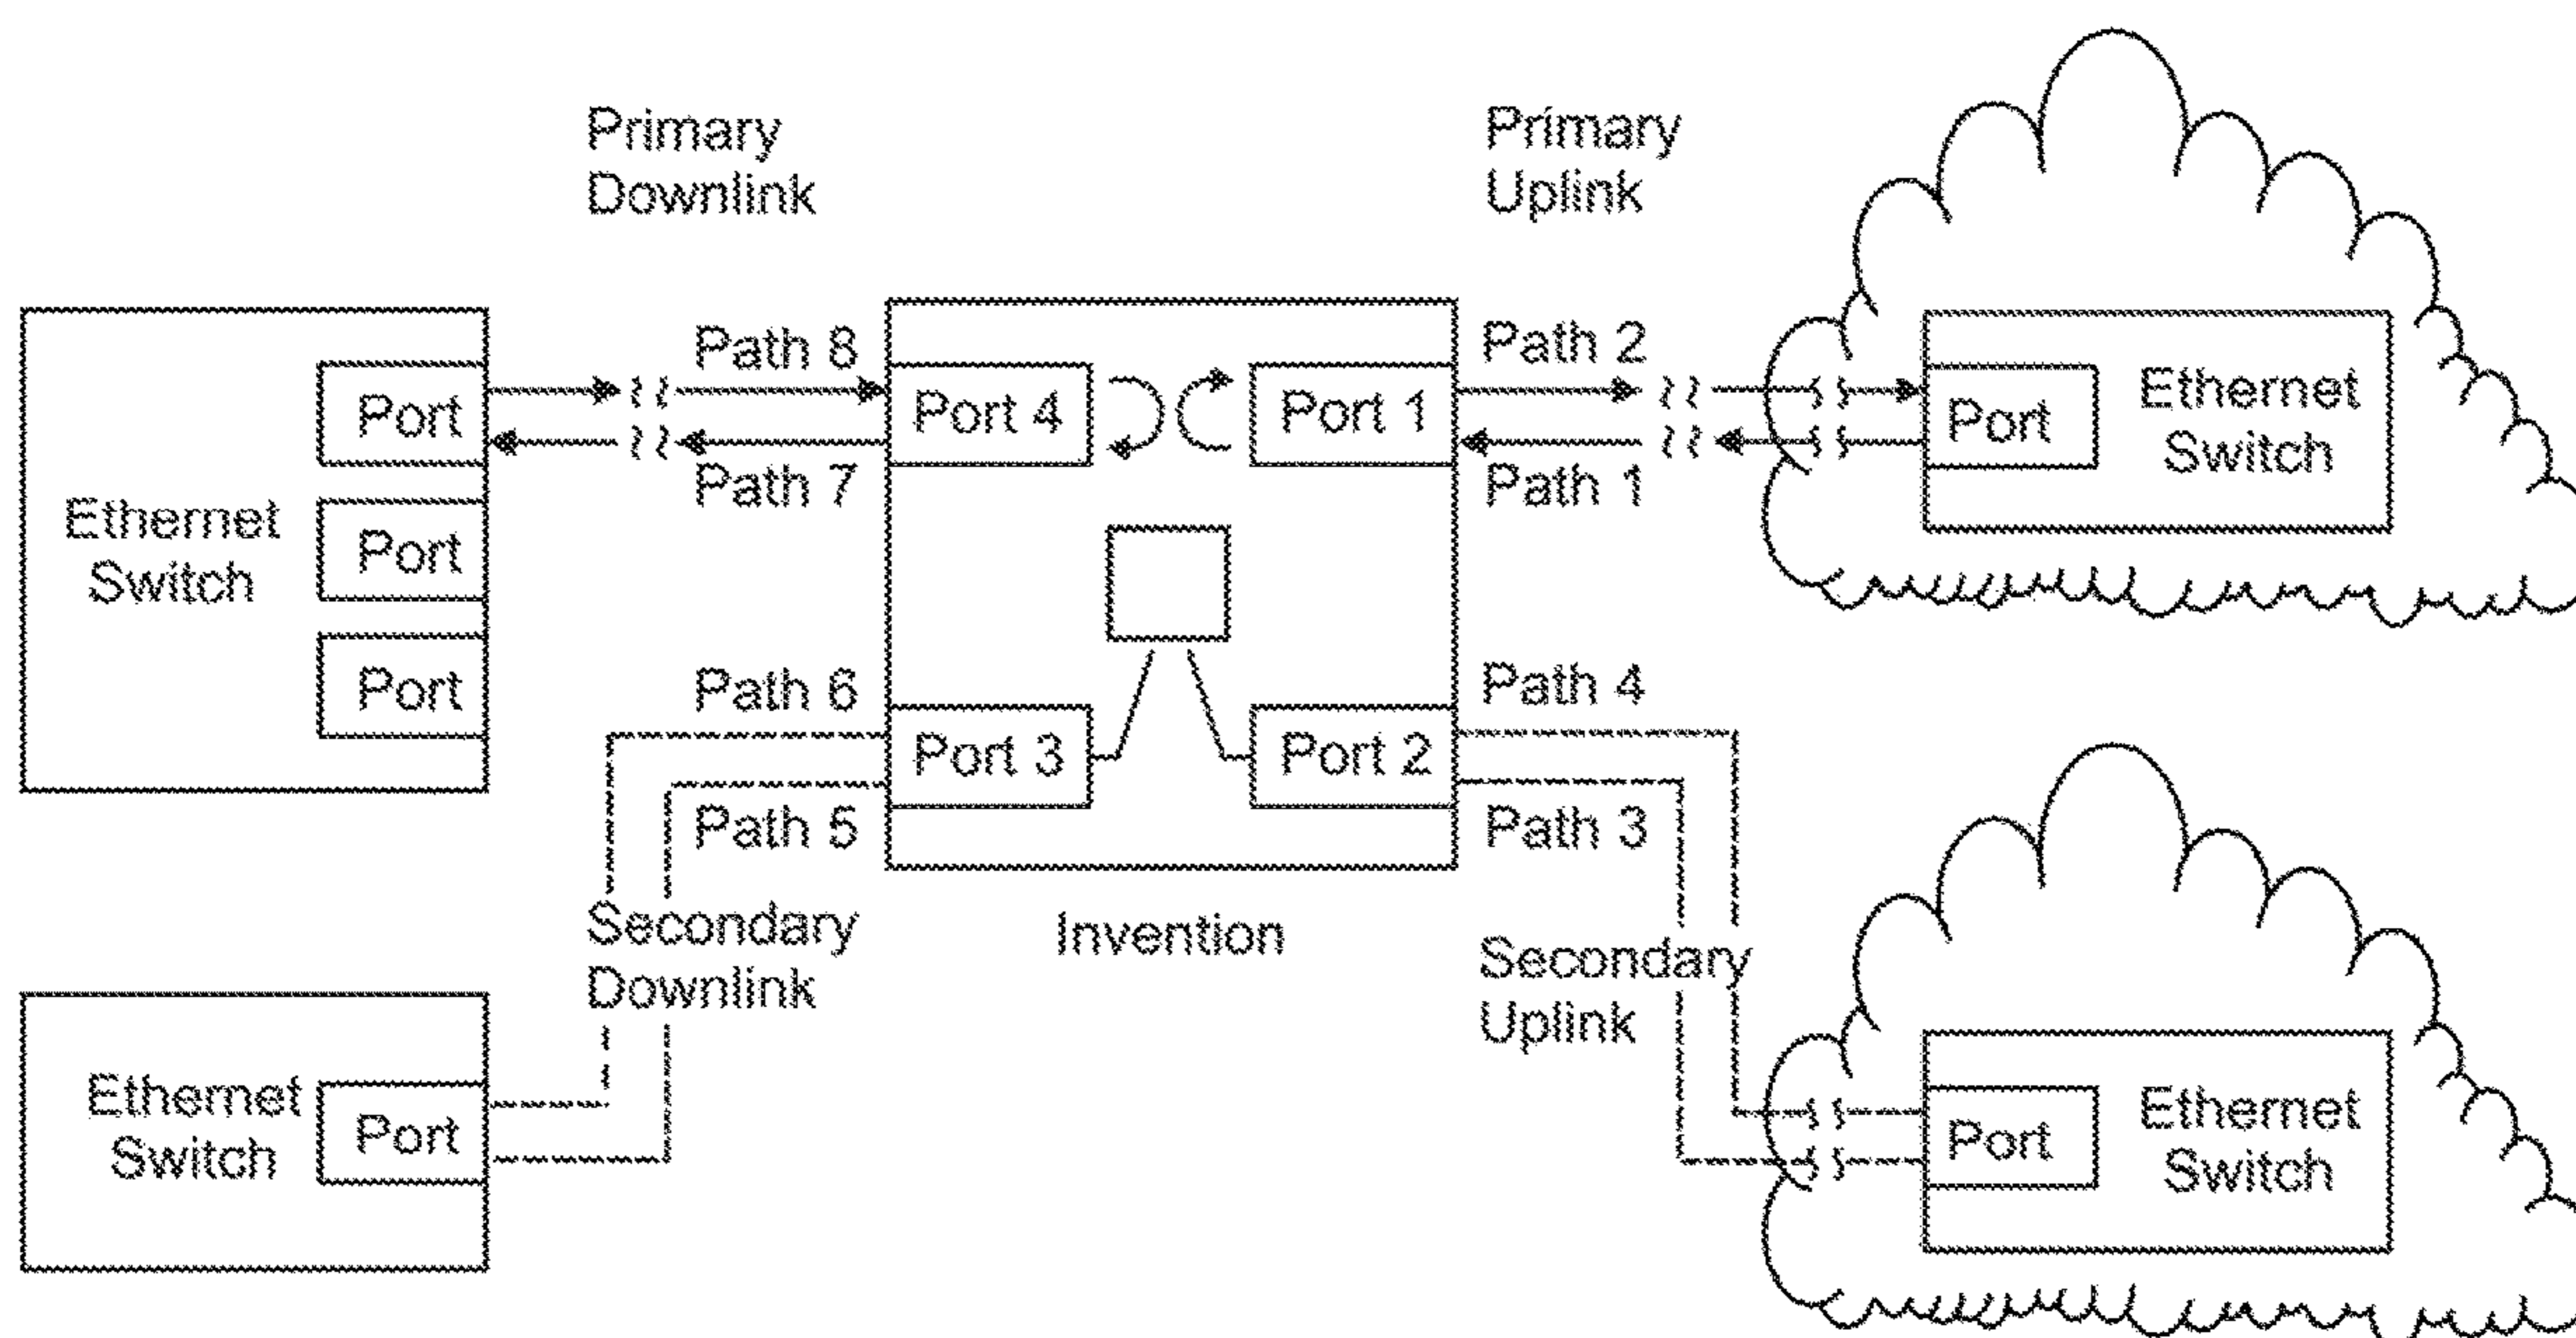 Primary
Downlink
Primary
Uplink
Path 8
Path 2
Port
Port 4
Port 1
Port
Ethernet
Switch
Path 7
Path 1
Ethernet
Switch
Port
Port
Path 6
Path 4
Port 3
Port 2
Path 5
Path 3
Secondary
Downlink
Invention
Secondary
Uplink
Ethernet
Switch
Port
Port
Ethernet
Switch